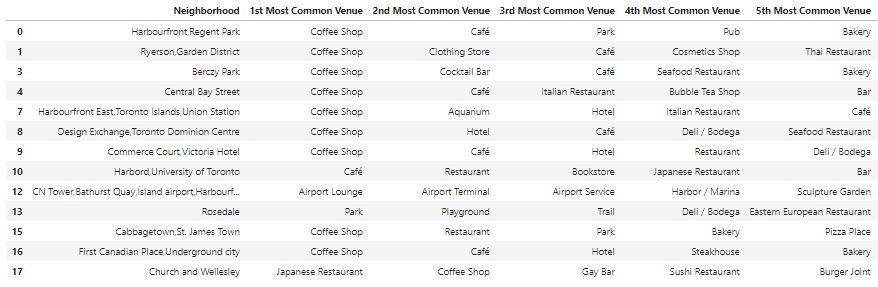 Neighborhood 1st Most Common Venue 2nd Most Common Venue 3rd Most Common Venue 4th Most Common Venue 5th Most Common Venue
0 Harbourfront,Regent Park Coffee Shop Café Park Pub Bakery
1 Ryerson,Garden District Coffee Shop Clothing Store Café Cosmetics Shop Thai Restaurant
3 Berczy Park Coffee Shop Cocktail Bar Café Seafood Restaurant Bakery
4 Central Bay Street Coffee Shop Café Italian Restaurant Bubble Tea Shop Bar
7 Harbourfront East,Toronto Islands,Union Station Coffee Shop Aquarium Hotel Italian Restaurant Café
8 Design Exchange,Toronto Dominion Centre Coffee Shop Hotel Café Deli / Bodega Seafood Restaurant
9 Commerce Court,Victoria Hotel Coffee Shop Café Hotel Restaurant Deli / Bodega
10 Harbord,University of Toronto Café Restaurant Bookstore Japanese Restaurant Bar
12 CN Tower,Bathurst Quay,Island airport,Harbourf... Airport Lounge Airport Terminal Airport Service Harbor / Marina Sculpture Garden
13 Rosedale Park Playground Trail Deli / Bodega Eastern European Restaurant
15 Cabbagetown,St. James Town Coffee Shop Restaurant Park Bakery Pizza Place
16 First Canadian Place,Underground city Coffee Shop Café Hotel Steakhouse Bakery
17 Church and Wellesley Japanese Restaurant Coffee Shop Gay Bar Sushi Restaurant Burger Joint